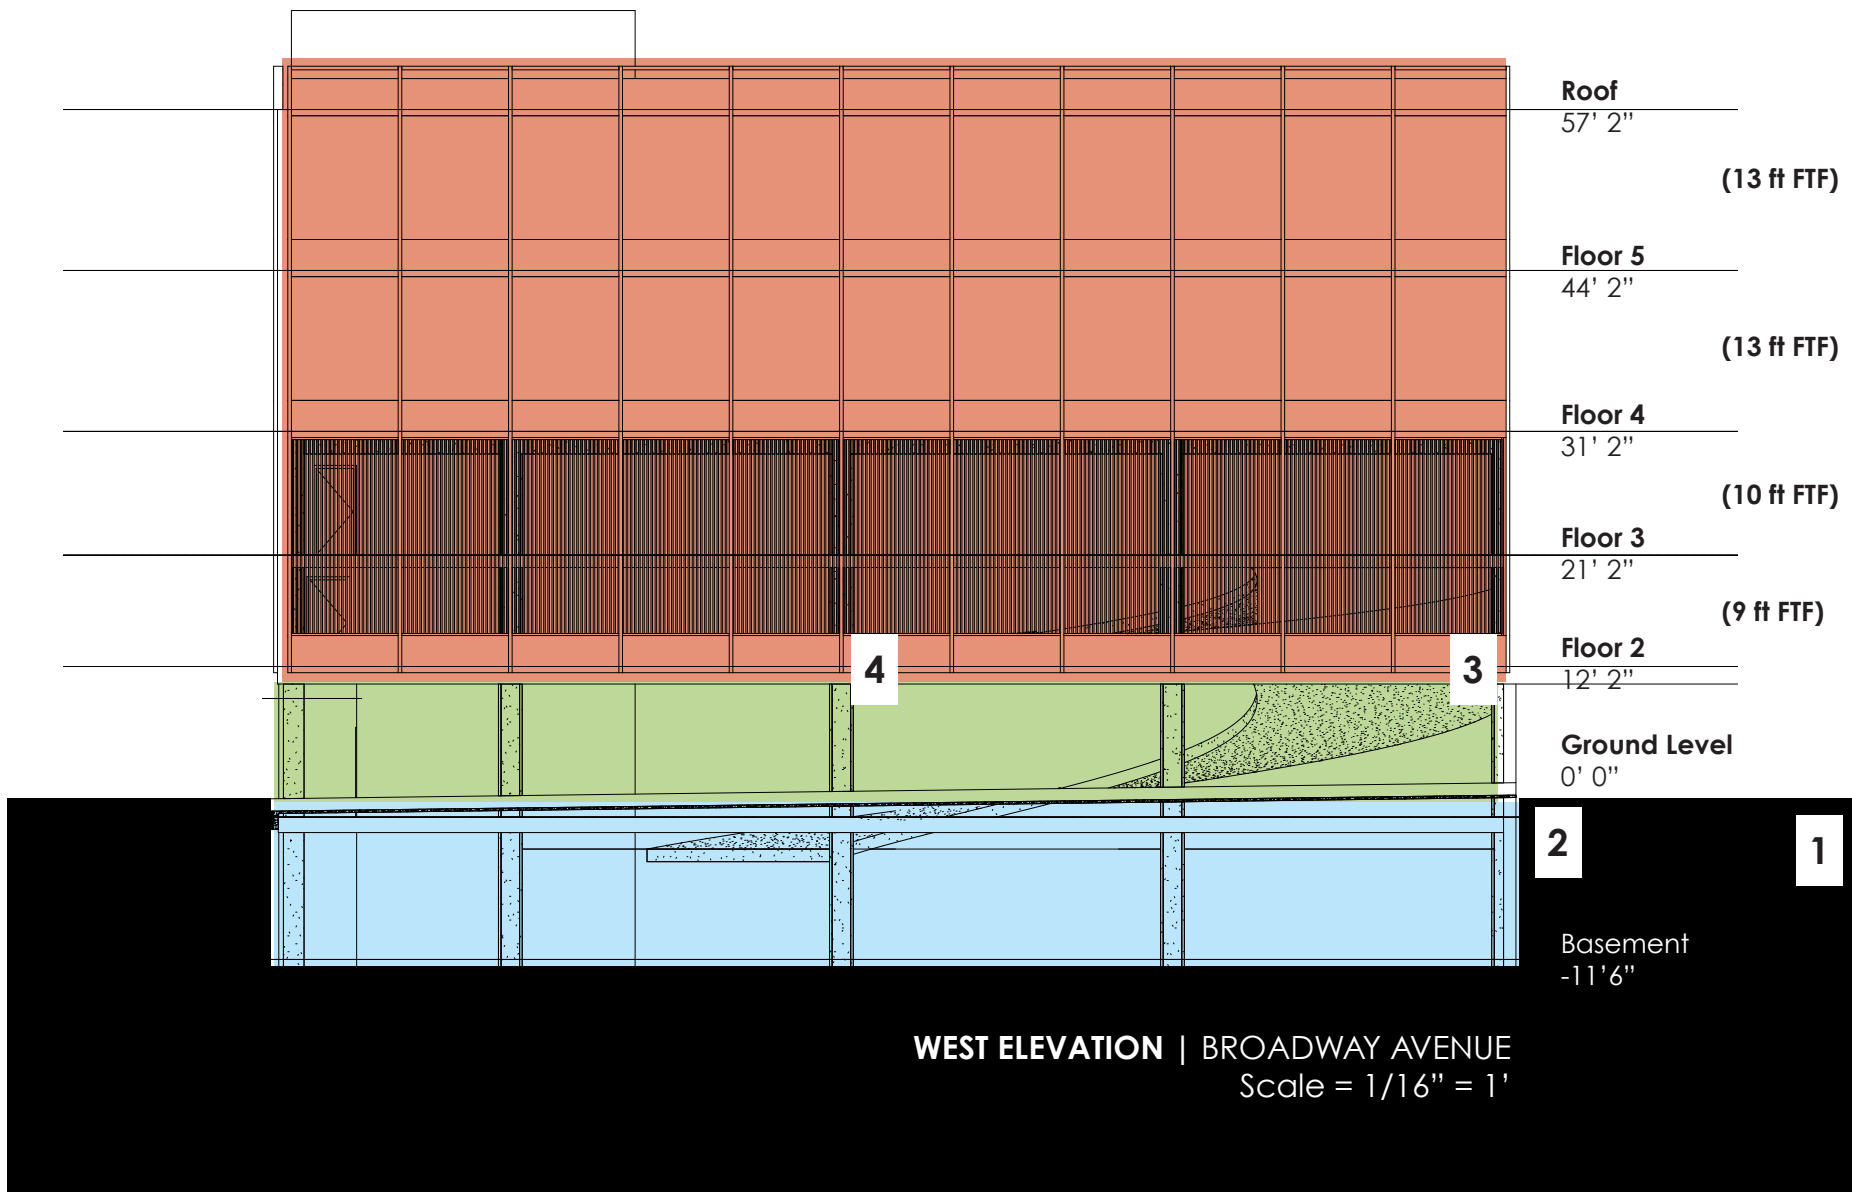 Roof
57’ 2”
(13 ft FTF)
Floor 5
44’ 2”
(13 ft FTF)
Floor 4
31’ 2”
(10 ft FTF)
Floor 3
21’ 2”
(9 ft FTF)
Floor 2
12’ 2”
4
3
Ground Level
0’ 0”
2
1
Basement
-11’6”
WEST ELEVATION | BROADWAY AVENUE
Scale = 1/16” = 1’